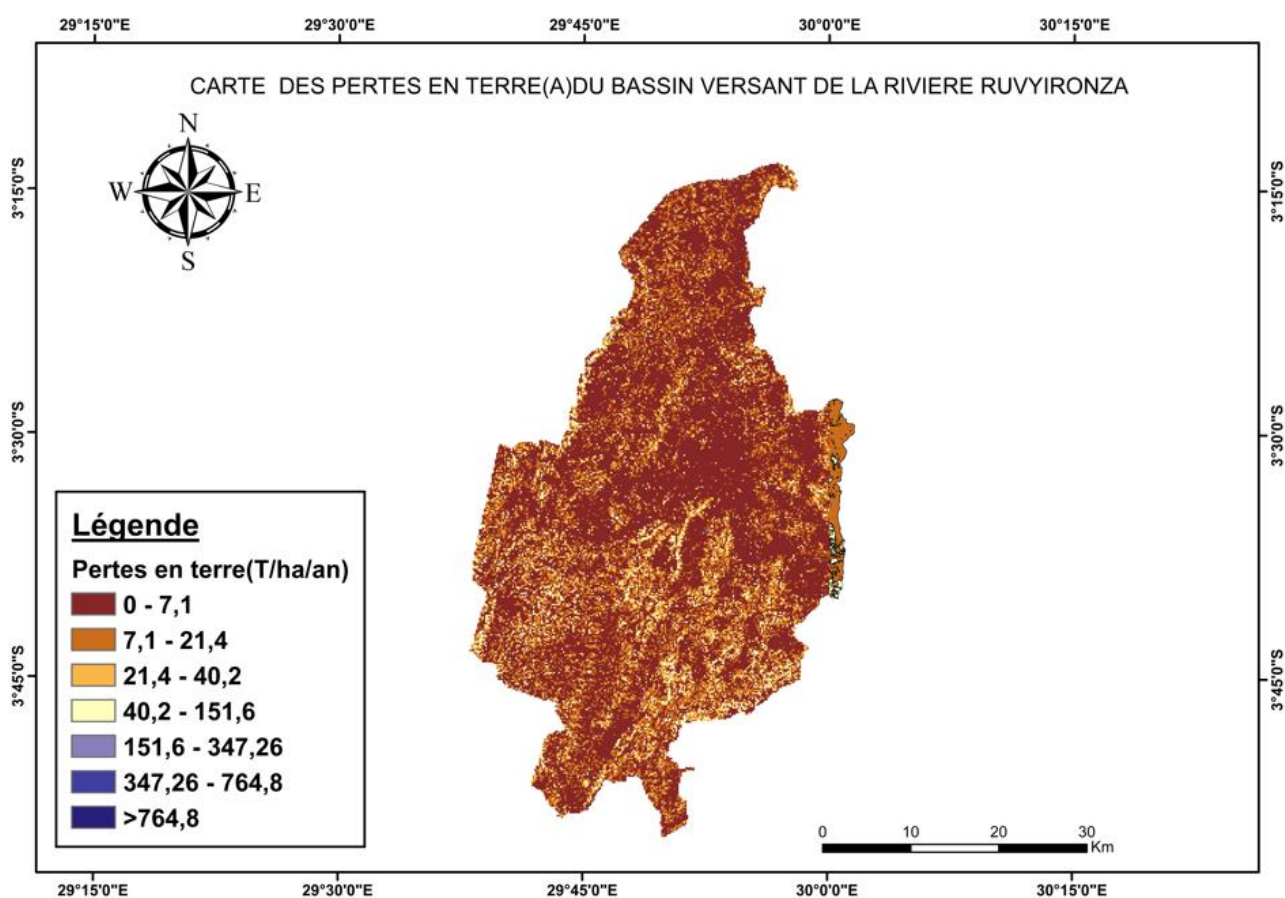 29°15'0"E 29°30'0"E 29°45'0"E 30°0'0"E 30°15'0"E
CARTE DES PERTES EN TERRE(A)DU BASSIN VERSANT DE LA RIVIERE RUVYIRONZA
N
W E
S
3°15'0"S 3°15'0"S
3°30'0"S 3°30'0"S
3°45'0"S 3°45'0"S
Légende
Pertes en terre(T/ha/an)
0 - 7,1
7,1 - 21,4
21,4 - 40,2
40,2 - 151,6
151,6 - 347,26
347,26 - 764,8
>764,8
0 10 20 30
Km
29°15'0"E 29°30'0"E 29°45'0"E 30°0'0"E 30°15'0"E